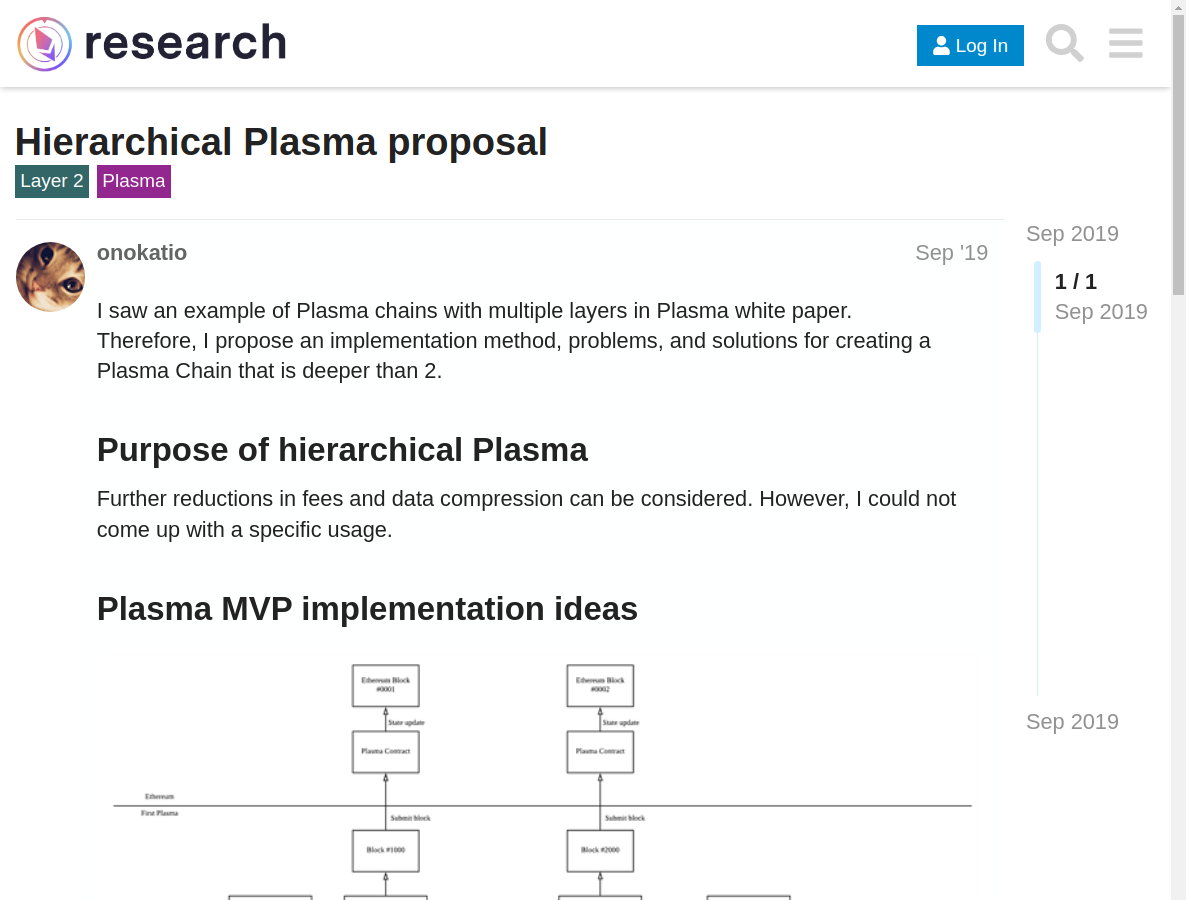 research
Log In
Hierarchical Plasma proposal
Layer 2 Plasma
Sep 2019
onokatio Sep '19
1 / 1
Sep 2019
I saw an example of Plasma chains with multiple layers in Plasma white paper.
Therefore, I propose an implementation method, problems, and solutions for creating a
Plasma Chain that is deeper than 2.
Purpose of hierarchical Plasma
Further reductions in fees and data compression can be considered. However, I could not
come up with a specific usage.
Plasma MVP implementation ideas
Ethereum Block
#0001
Ethereum Block
#0002
State update
State update
Sep 2019
Plasma Contract
Plasma Contract
Ethereum
First Plasma
Submit block
Submit block
Block #1000
Block #2000